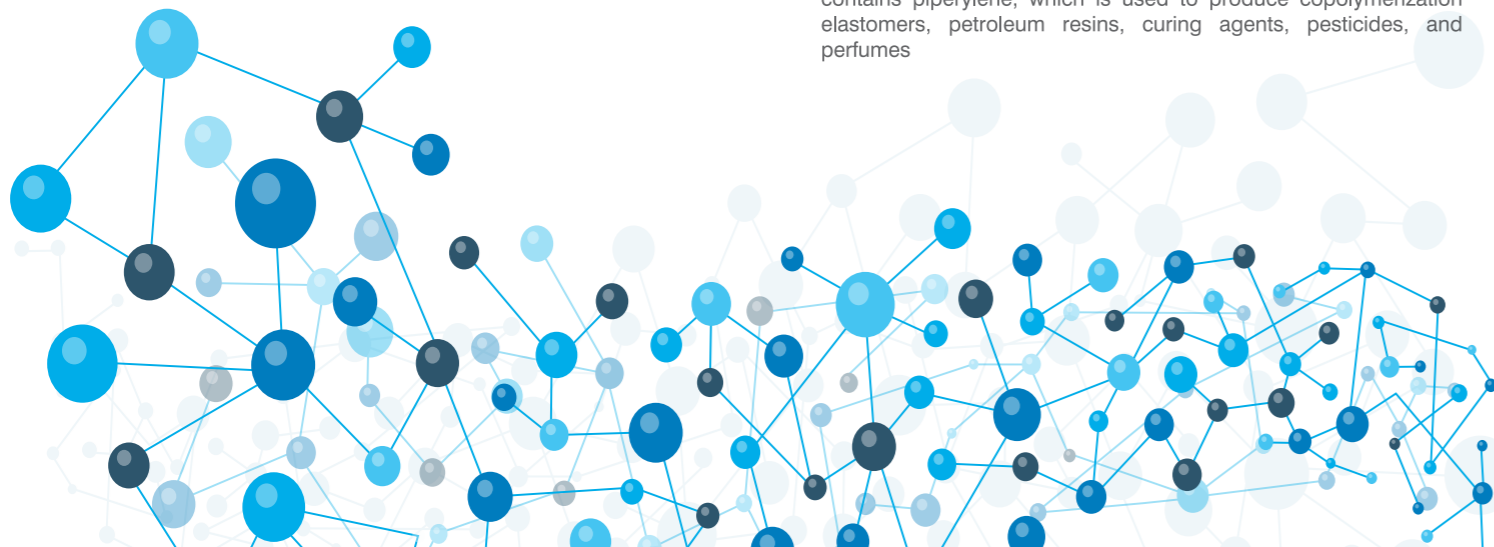 contains piperylene, which is used to produce copolymerization
elastomers, petroleum resins, curing agents, pesticides, and
perfumes